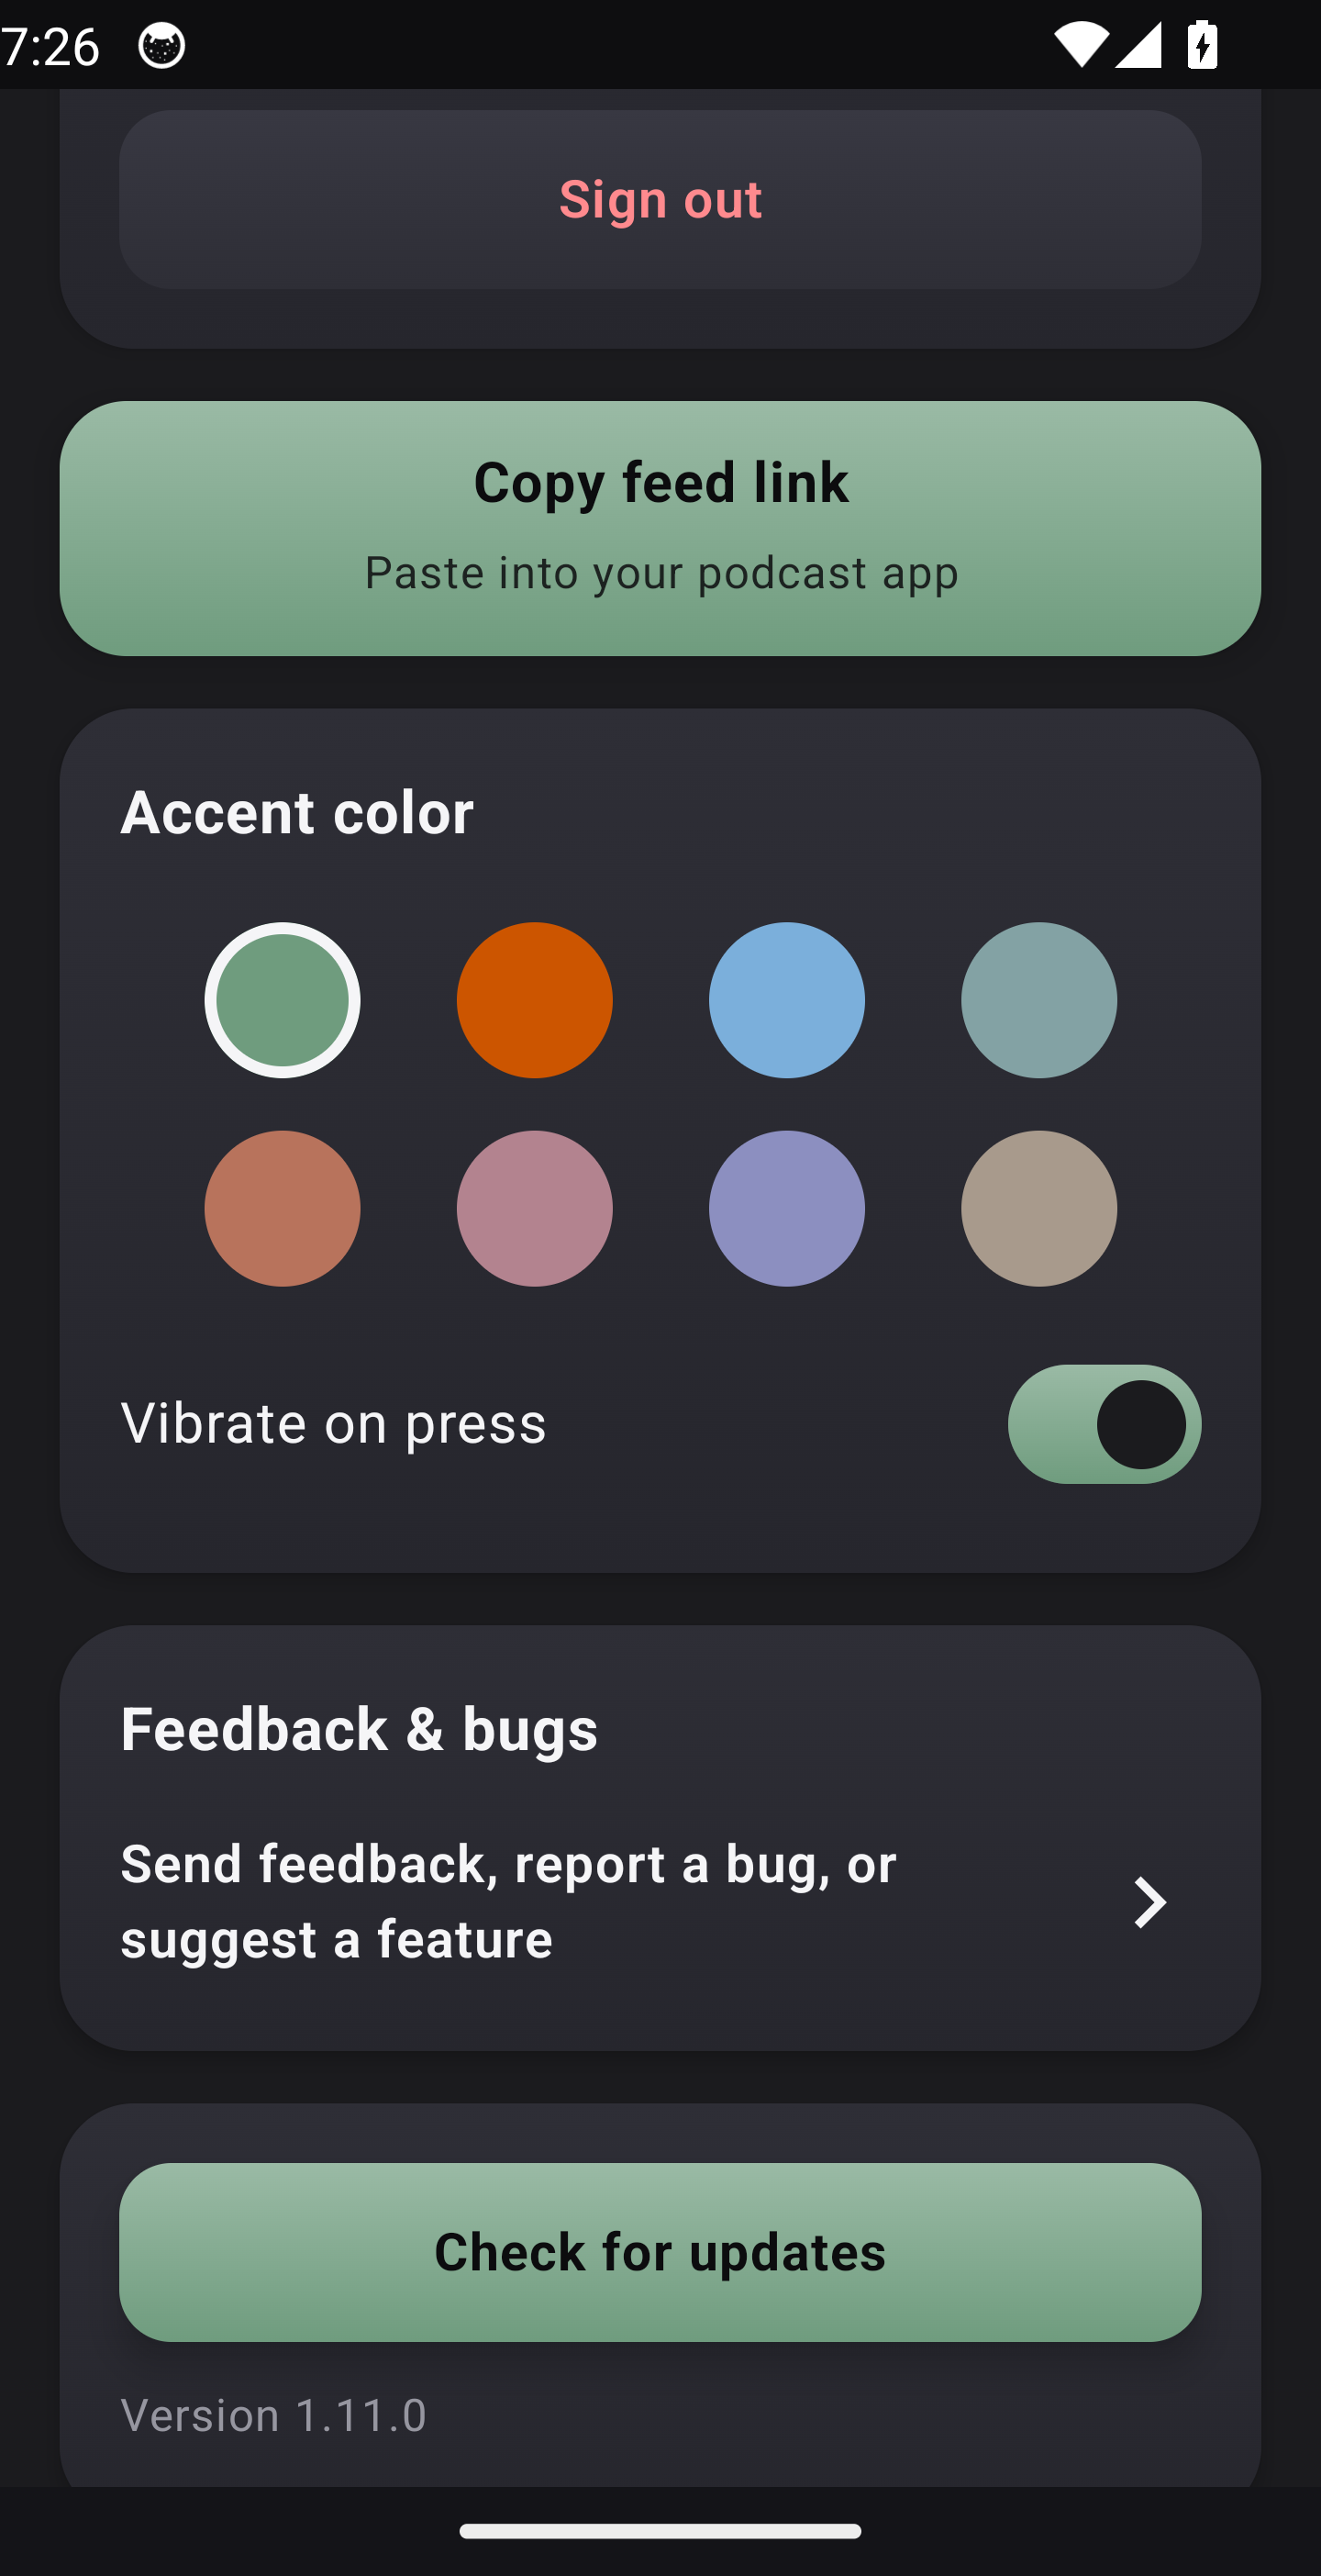 7:26
Sign out
Copy feed link
Paste into your podcast app
Accent color
Vibrate on press
Feedback & bugs
Send feedback, report a bug, or
suggest a feature
Check for updates
Version 1.11.0